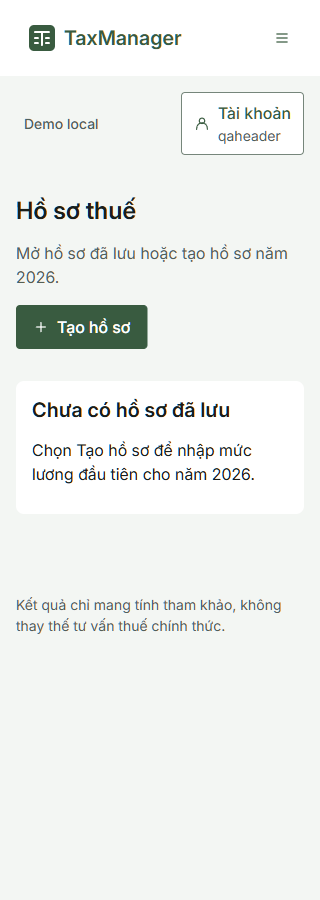 TaxManager
Demo local
Tài khoản
qaheader
Hồ sơ thuế
Mở hồ sơ đã lưu hoặc tạo hồ sơ năm
2026.
Tạo hồ sơ
Chưa có hồ sơ đã lưu
Chọn Tạo hồ sơ để nhập mức
lương đầu tiên cho năm 2026.
Kết quả chỉ mang tính tham khảo, không
thay thế tư vấn thuế chính thức.